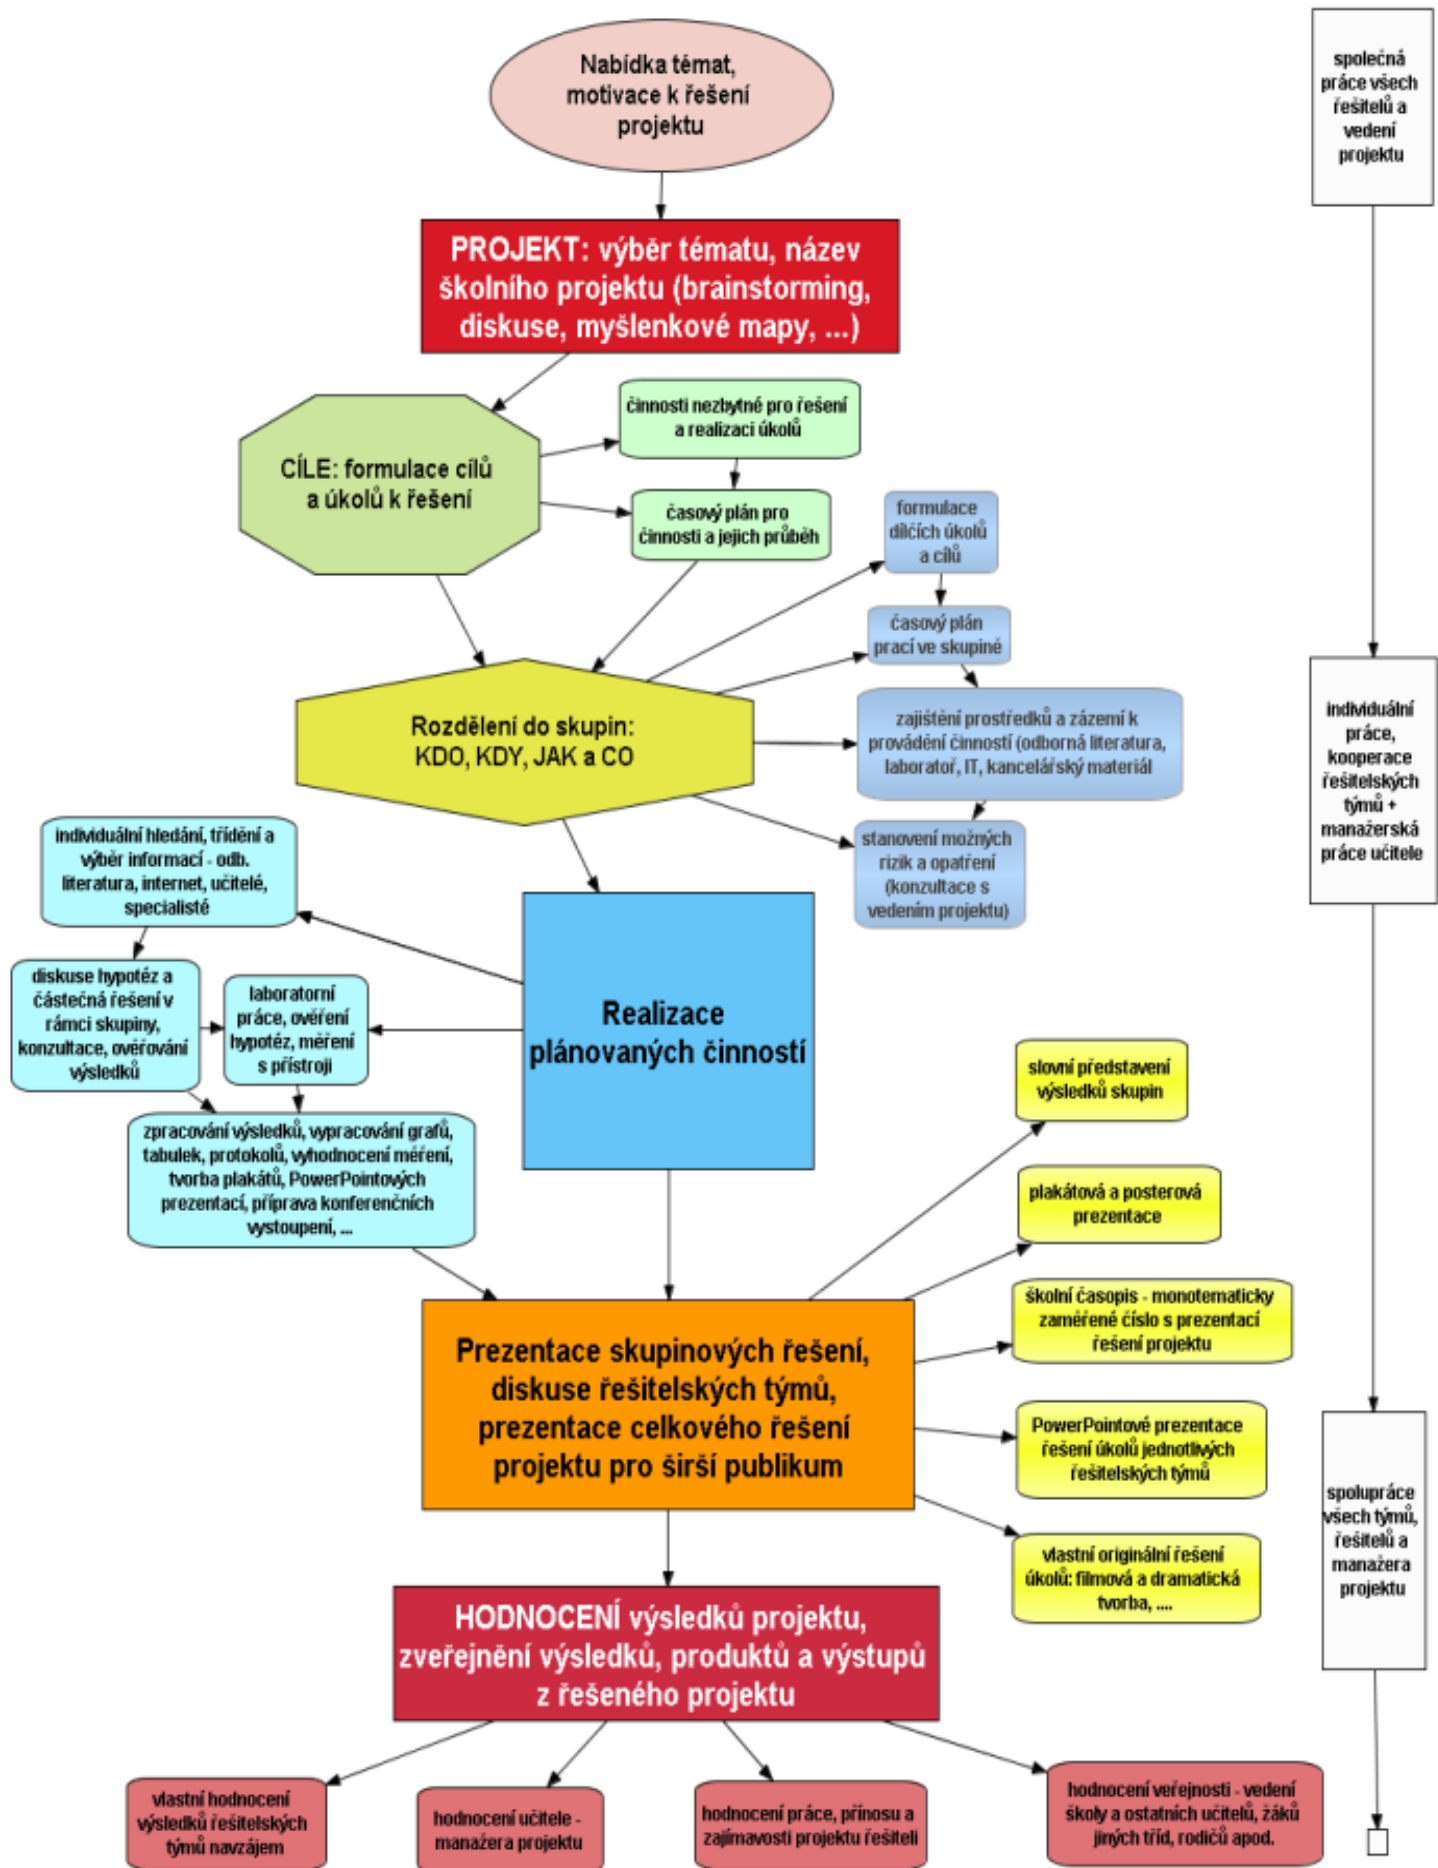 Nabídka témat,
motivace k řešení
projektu
společná
práce všech
řešitelů a
vedení
projektu
PROJEKT: výběr tématu, název
školního projektu (brainstorming,
diskuse, myšlenkové mapy, ...)
činnosti nezbytné pro řešení
a realizaci úkolů
CÍLE: formulace cílů
a úkolů k řešení
časový plán pro
činnosti a jejich průběh
formulace
dílčích úkolů
a cílů
časový plán
prací ve skupině
Rozdělení do skupin:
KDO, KDY, JAK a CO
zajištění prostředků a zázemí k
provádění činností (odborná literatura,
laboratoř, IT, kancelářský materiál
individuální
práce,
kooperace
řešitelských
týmů +
manažerská
práce učitele
stanovení možných
rizik a opatření
(konzultace s
vedením projektu)
individuální hledání, třídění a
výběr informací - odb.
literatura, internet, učitelé,
specialisté
diskuse hypotéz a
částečná řešení v
rámci skupiny,
konzultace, ověřování
výsledků
laboratorní
práce, ověření
hypotéz, měření
s přístroji
Realizace
plánovaných činností
zpracování výsledků, vypracování grafů,
tabulek, protokolů, vyhodnocení měření,
tvorba plakátů, PowerPointových
prezentací, příprava konferenčních
vystoupení, ...
slovní představení
výsledků skupin
plakátová a posterová
prezentace
školní časopis - monotematicky
zaměřené číslo s prezentací
řešení projektu
Prezentace skupinových řešení,
diskuse řešitelských týmů,
prezentace celkového řešení
projektu pro širší publikum
PowerPointové prezentace
řešení úkolů jednotlivých
řešitelských týmů
vlastní originální řešení
úkolů: filmová a dramatická
tvorba, ....
spolupráce
všech týmů,
řešitelů a
manažera
projektu
HODNOCENÍ výsledků projektu,
zveřejnění výsledků, produktů a výstupů
z řešeného projektu
vlastní hodnocení
výsledků řešitelských
týmů navzájem
hodnocení učitele -
manažera projektu
hodnocení práce, přínosu a
zajímavosti projektu řešiteli
hodnocení veřejnosti - vedení
školy a ostatních učitelů, žáků
jiných tříd, rodičů apod.